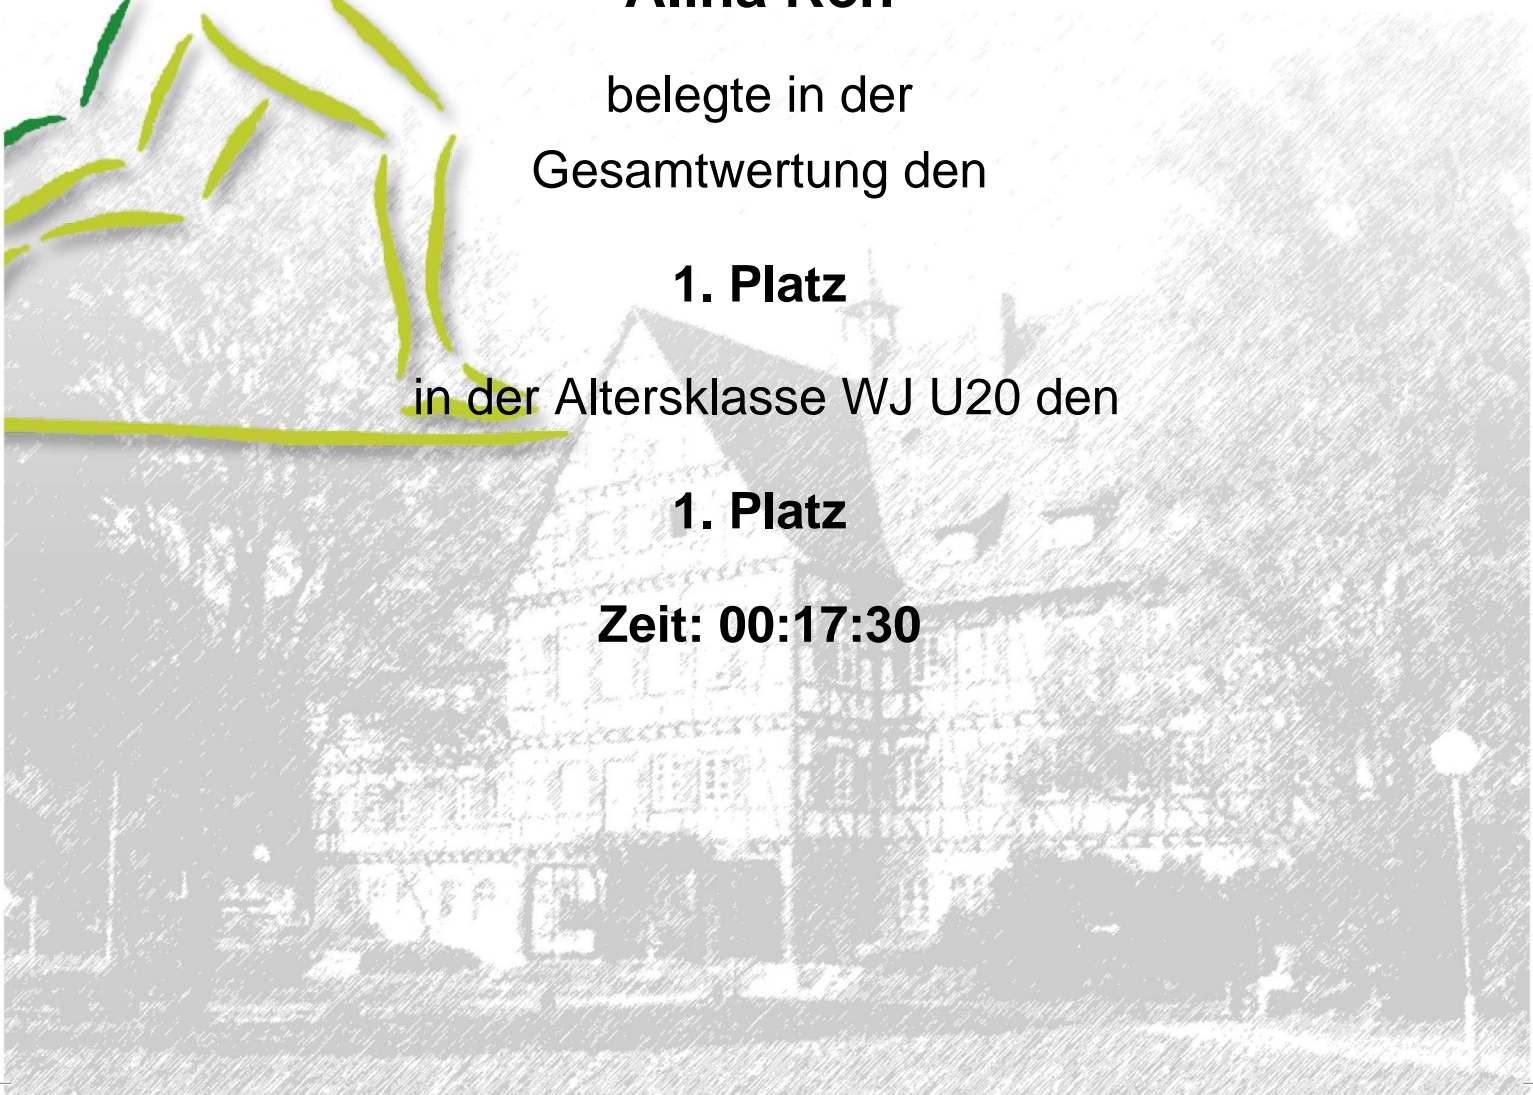 belegte in der
Gesamtwertung den
1. Platz
in der Altersklasse WJ U20 den
1. Platz
Zeit: 00:17:30